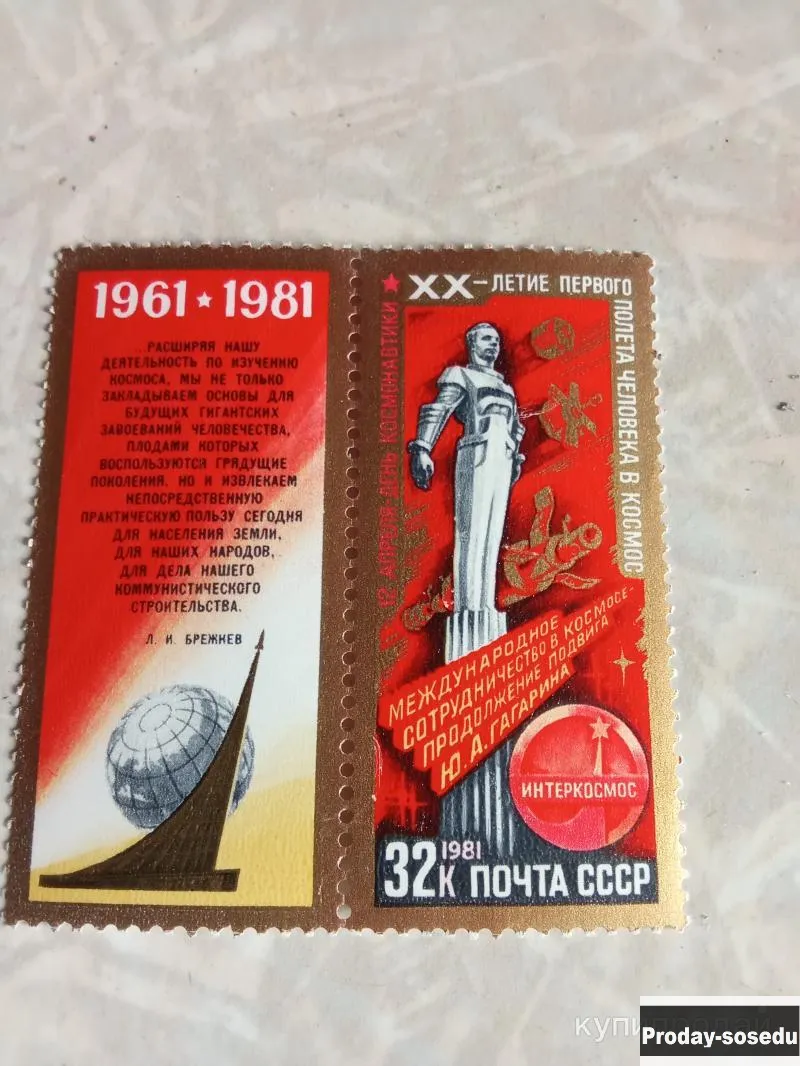 1961 ★ 1981
РАСШИРЯЯ НАШУ
ДЕЯТЕЛЬНОСТЬ ПО ИЗУЧЕНИЮ
КОСМОСА, МЫ НЕ ТОЛЬКО
ЗАКЛАДЫВАЕМ ОСНОВЫ ДЛЯ
БУДУЩИХ ГИГАНТСКИХ
ЗАВОЕВАНИЙ ЧЕЛОВЕЧЕСТВА,
ПЛОДАМИ КОТОРЫХ
ВОСПОЛЬЗУЮТСЯ ГРЯДУЩИЕ
ПОКОЛЕНИЯ, НО И ИЗВЛЕКАЕМ
НЕПОСРЕДСТВЕННУЮ
ПРАКТИЧЕСКУЮ ПОЛЬЗУ СЕГОДНЯ
ДЛЯ НАСЕЛЕНИЯ ЗЕМЛИ,
ДЛЯ НАШИХ НАРОДОВ,
ДЛЯ ДЕЛА НАШЕГО
КОММУНИСТИЧЕСКОГО
СТРОИТЕЛЬСТВА.
Л. И. БРЕЖНЕВ
12 АПРЕЛЯ-ДЕНЬ КОСМОНАВТИКИ ★
XX-ЛЕТИЕ ПЕРВОГО
ПОЛЕТА ЧЕЛОВЕКА В КОСМОС
МЕЖДУНАРОДНОЕ
СОТРУДНИЧЕСТВО В КОСМОСЕ-
ПРОДОЛЖЕНИЕ ПОДВИГА
Ю. А. ГАГАРИНА
ИНТЕРКОСМОС
32К 1981 ПОЧТА СССР
Proday-sosedu